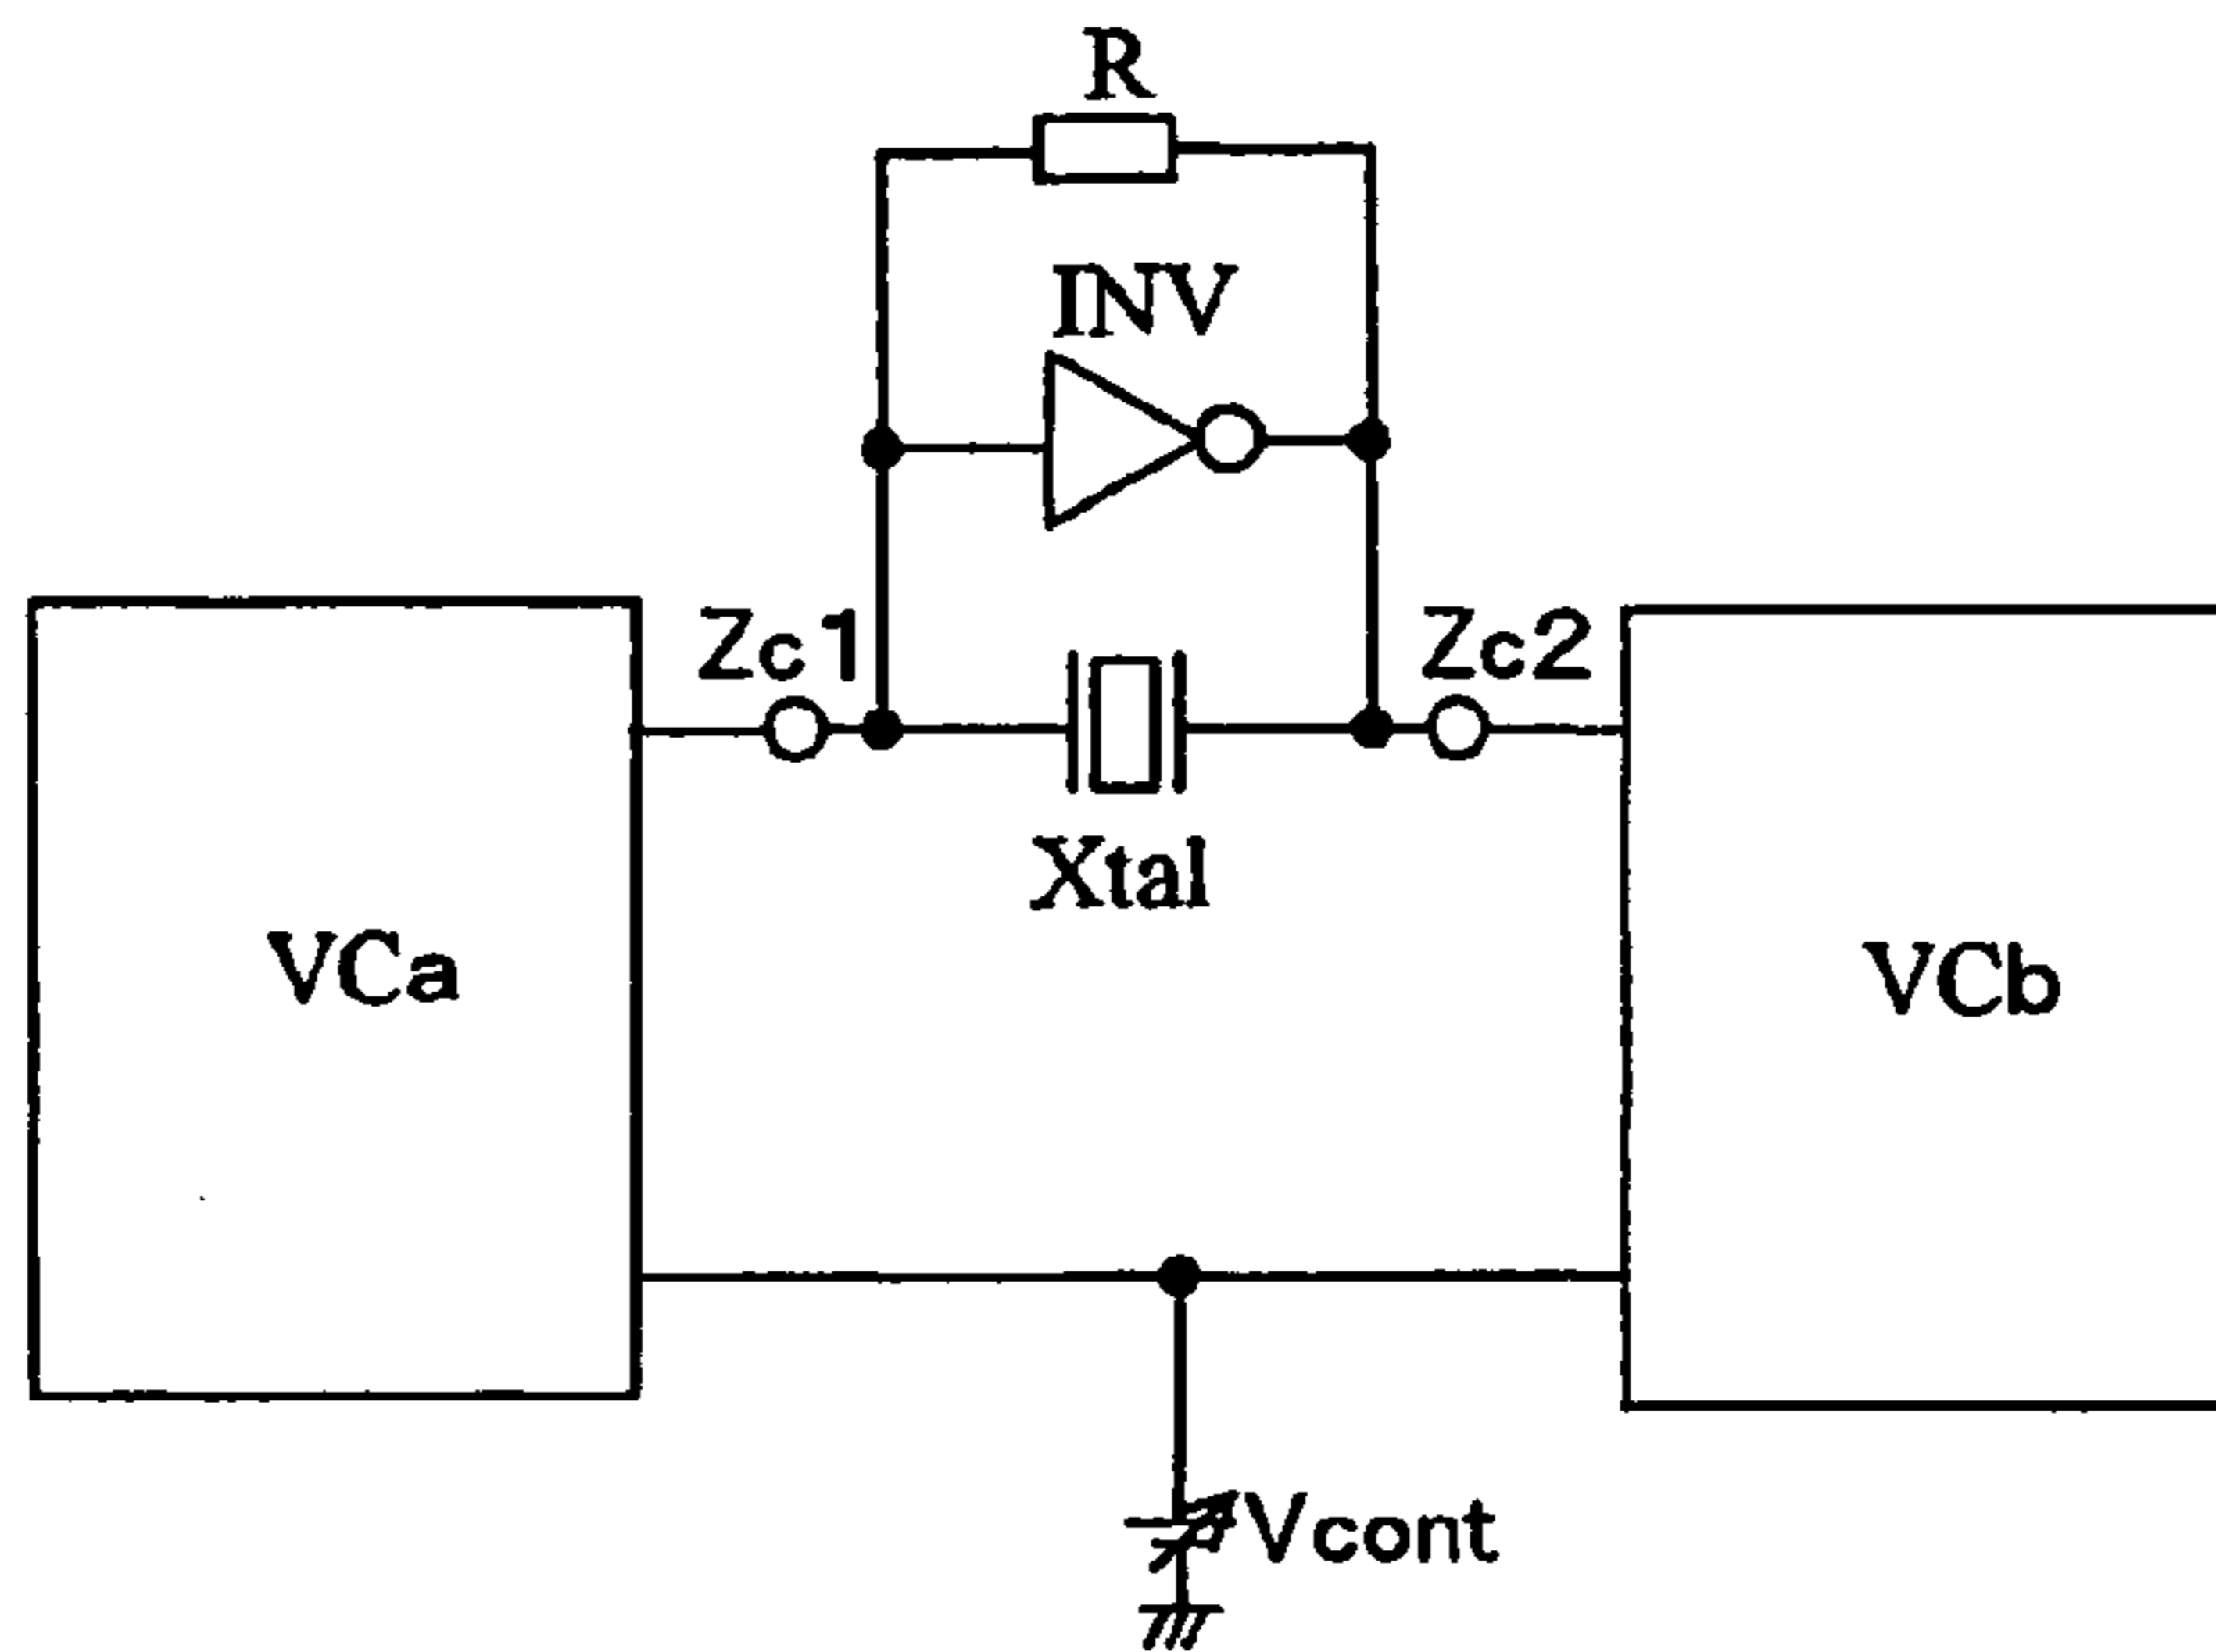 R
INV
Zc1
Zc2
Xtal
VCa
VCb
Vcont